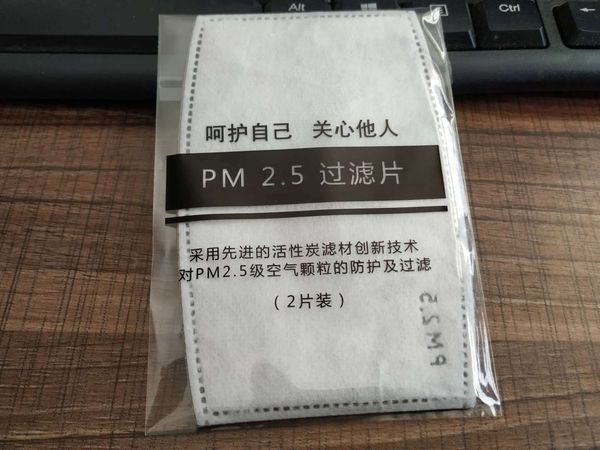 Alt
Ctrl
呵护自己 关心他人
PM 2.5 过滤片
采用先进的活性炭滤材创新技术
对PM2.5级空气颗粒的防护及过滤
（2片装）
PM2.5